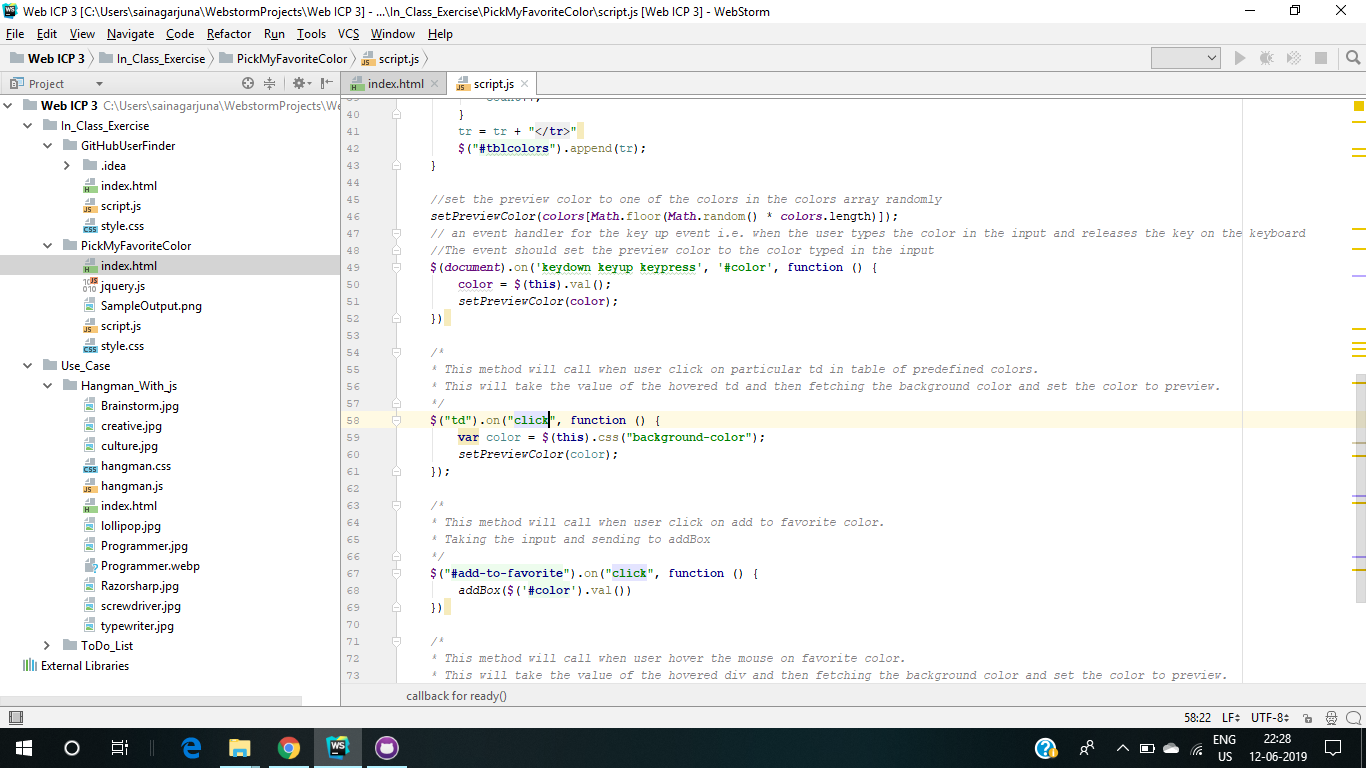 Web ICP 3 [C:\Users\sainagarjuna\WebstormProjects\Web ICP 3] - ...\In_Class_Exercise\PickMyFavoriteColor\script.js [Web ICP 3] - WebStorm
File Edit View Navigate Code Refactor Run Tools VCS Window Help
Web ICP 3 In_Class_Exercise PickMyFavoriteColor script.js
Project
index.html script.js
Web ICP 3 C:\Users\sainagarjuna\WebstormProjects\We
In_Class_Exercise
GitHubUserFinder
.idea
index.html
script.js
style.css
PickMyFavoriteColor
index.html
jquery.js
SampleOutput.png
script.js
style.css
Use_Case
Hangman_With_js
Brainstorm.jpg
creative.jpg
culture.jpg
hangman.css
hangman.js
index.html
lollipop.jpg
Programmer.jpg
Programmer.webp
Razorsharp.jpg
screwdriver.jpg
typewriter.jpg
ToDo_List
External Libraries
40 }
41 tr = tr + "</tr>"
42 $("#tblcolors").append(tr);
43 }
44
45 //set the preview color to one of the colors in the colors array randomly
46 setPreviewColor(colors[Math.floor(Math.random() * colors.length)]);
47 // an event handler for the key up event i.e. when the user types the color in the input and releases the key on the keyboard
48 //The event should set the preview color to the color typed in the input
49 $(document).on('keydown keyup keypress', '#color', function () {
50 color = $(this).val();
51 setPreviewColor(color);
52 })
53
54 /*
55 * This method will call when user click on particular td in table of predefined colors.
56 * This will take the value of the hovered td and then fetching the background color and set the color to preview.
57 */
58 $("td").on("click", function () {
59 var color = $(this).css("background-color");
60 setPreviewColor(color);
61 });
62
63 /*
64 * This method will call when user click on add to favorite color.
65 * Taking the input and sending to addBox
66 */
67 $("#add-to-favorite").on("click", function () {
68 addBox($('#color').val())
69 })
70
71 /*
72 * This method will call when user hover the mouse on favorite color.
73 * This will take the value of the hovered div and then fetching the background color and set the color to preview.
callback for ready()
58:22 LF UTF-8
ENG
US
22:28
12-06-2019